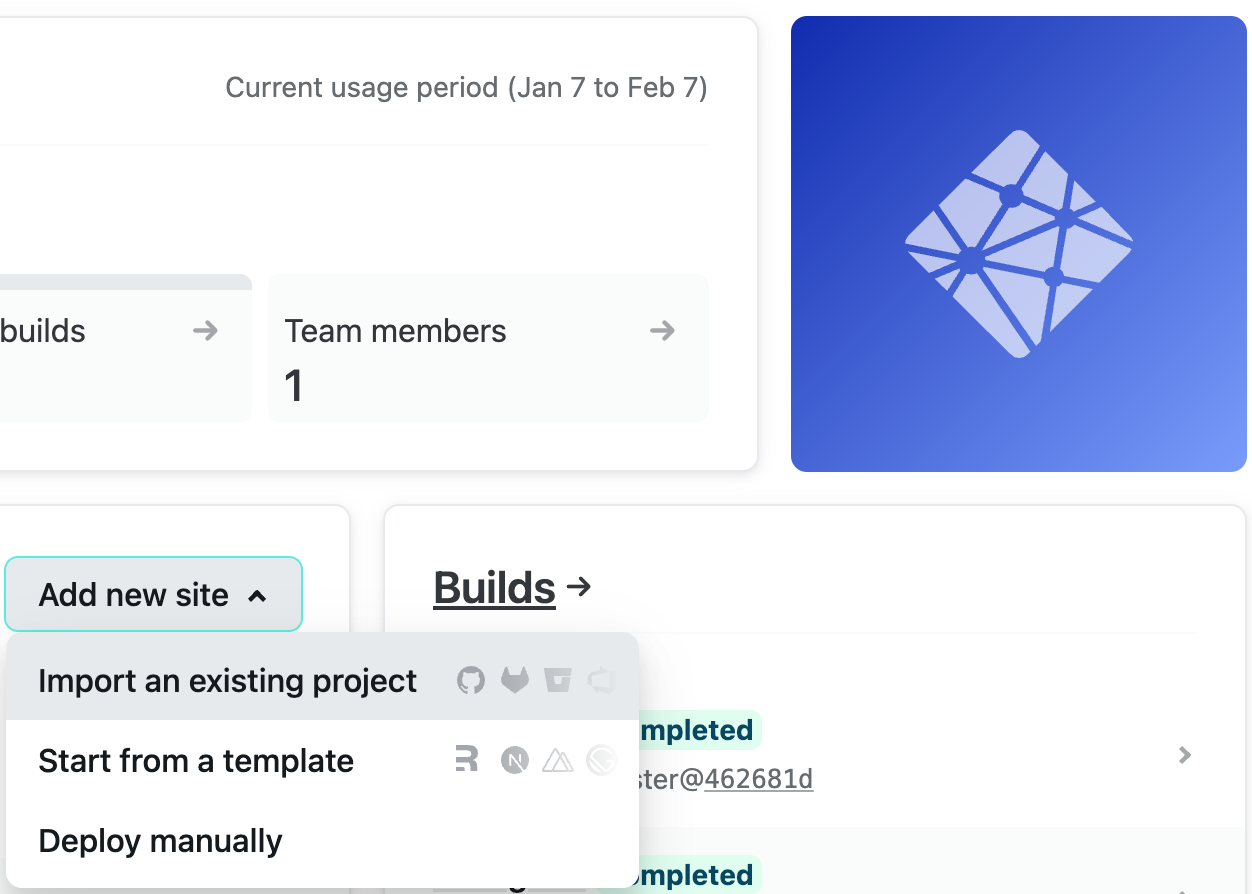 Current usage period (Jan 7 to Feb 7)
builds
Team members
1
Add new site
Import an existing project
Start from a template
Deploy manually
Builds
mpleted
ster@462681d
mpleted